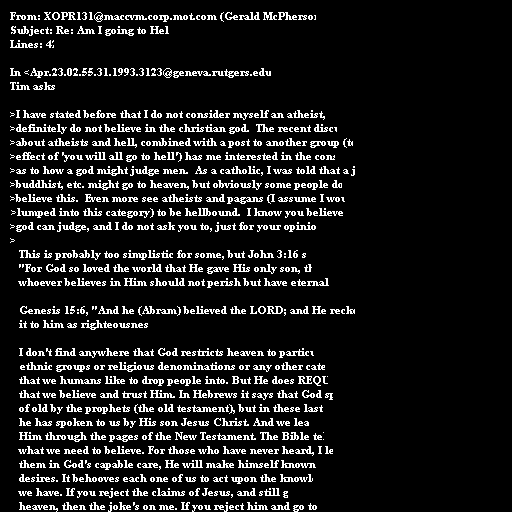 From: XOPR131@maccvm.corp.mot.com (Gerald McPherson
Subject: Re: Am I going to Hel
Lines: 4

In <Apr.23.02.55.31.1993.3123@geneva.rutgers.edu
Tim asks

>I have stated before that I do not consider myself an atheist,
>definitely do not believe in the christian god.  The recent discu
>about atheists and hell, combined with a post to another group (to
>effect of 'you will all go to hell') has me interested in the cons
>as to how a god might judge men.  As a catholic, I was told that a j
>buddhist, etc. might go to heaven, but obviously some people do
>believe this.  Even more see atheists and pagans (I assume I wou
>lumped into this category) to be hellbound.  I know you believe
>god can judge, and I do not ask you to, just for your opinio
>
This is probably too simplistic for some, but John 3:16 s
"For God so loved the world that He gave His only son, th
whoever believes in Him should not perish but have eternal

Genesis 15:6, "And he (Abram) believed the LORD; and He recko
it to him as righteousnes

I don't find anywhere that God restricts heaven to particu
ethnic groups or religious denominations or any other cate
that we humans like to drop people into. But He does REQU
that we believe and trust Him. In Hebrews it says that God sp
of old by the prophets (the old testament), but in these last
he has spoken to us by His son Jesus Christ. And we lea
Him through the pages of the New Testament. The Bible te
what we need to believe. For those who have never heard, I le
them in God's capable care, He will make himself known
desires. It behooves each one of us to act upon the knowl
we have. If you reject the claims of Jesus, and still g
heaven, then the joke's on me. If you reject him and go to